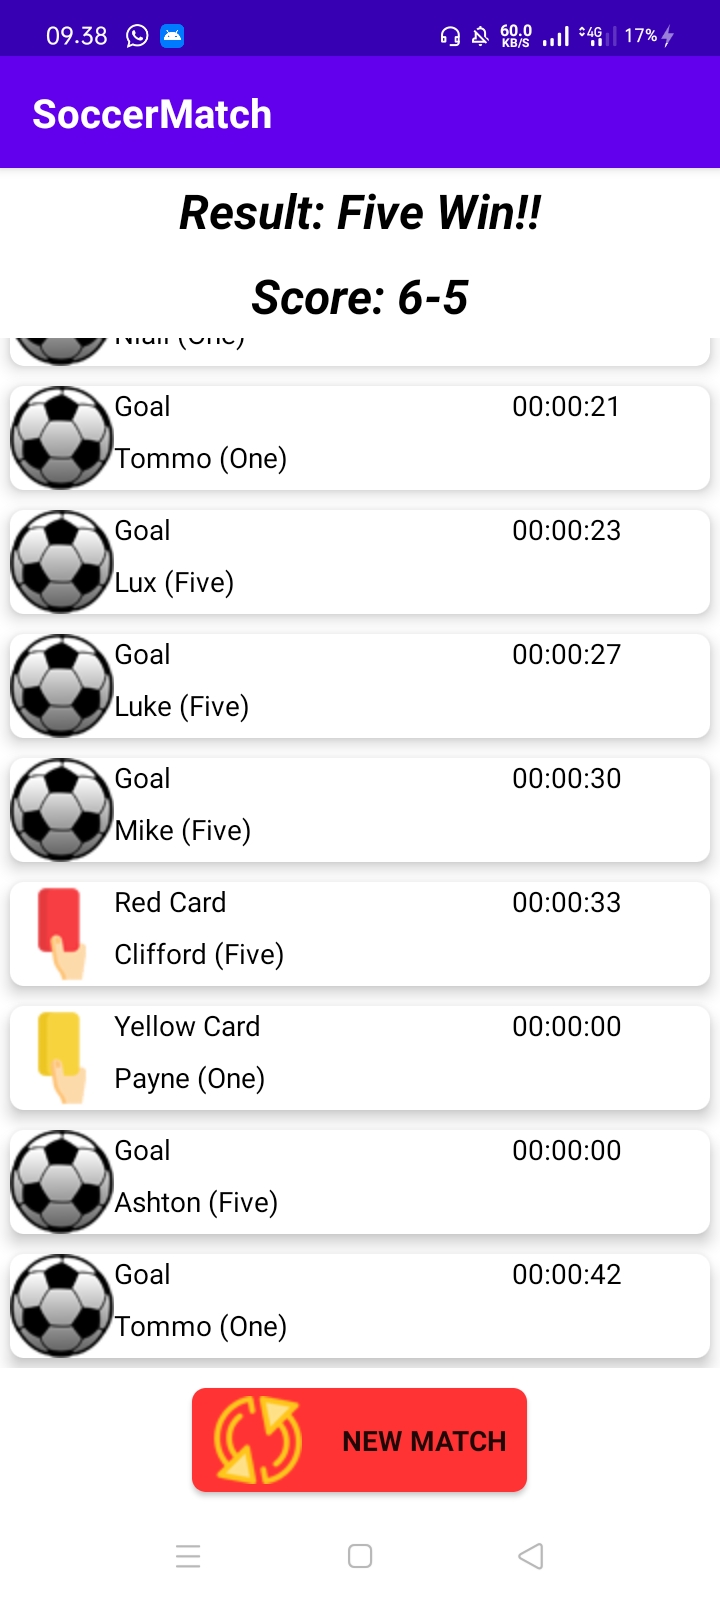 09.38 60.0 KB/S 4G 17%
SoccerMatch
Result: Five Win!!
Score: 6-5
Niall (One)
Goal 00:00:21
Tommo (One)
Goal 00:00:23
Lux (Five)
Goal 00:00:27
Luke (Five)
Goal 00:00:30
Mike (Five)
Red Card 00:00:33
Clifford (Five)
Yellow Card 00:00:00
Payne (One)
Goal 00:00:00
Ashton (Five)
Goal 00:00:42
Tommo (One)
NEW MATCH